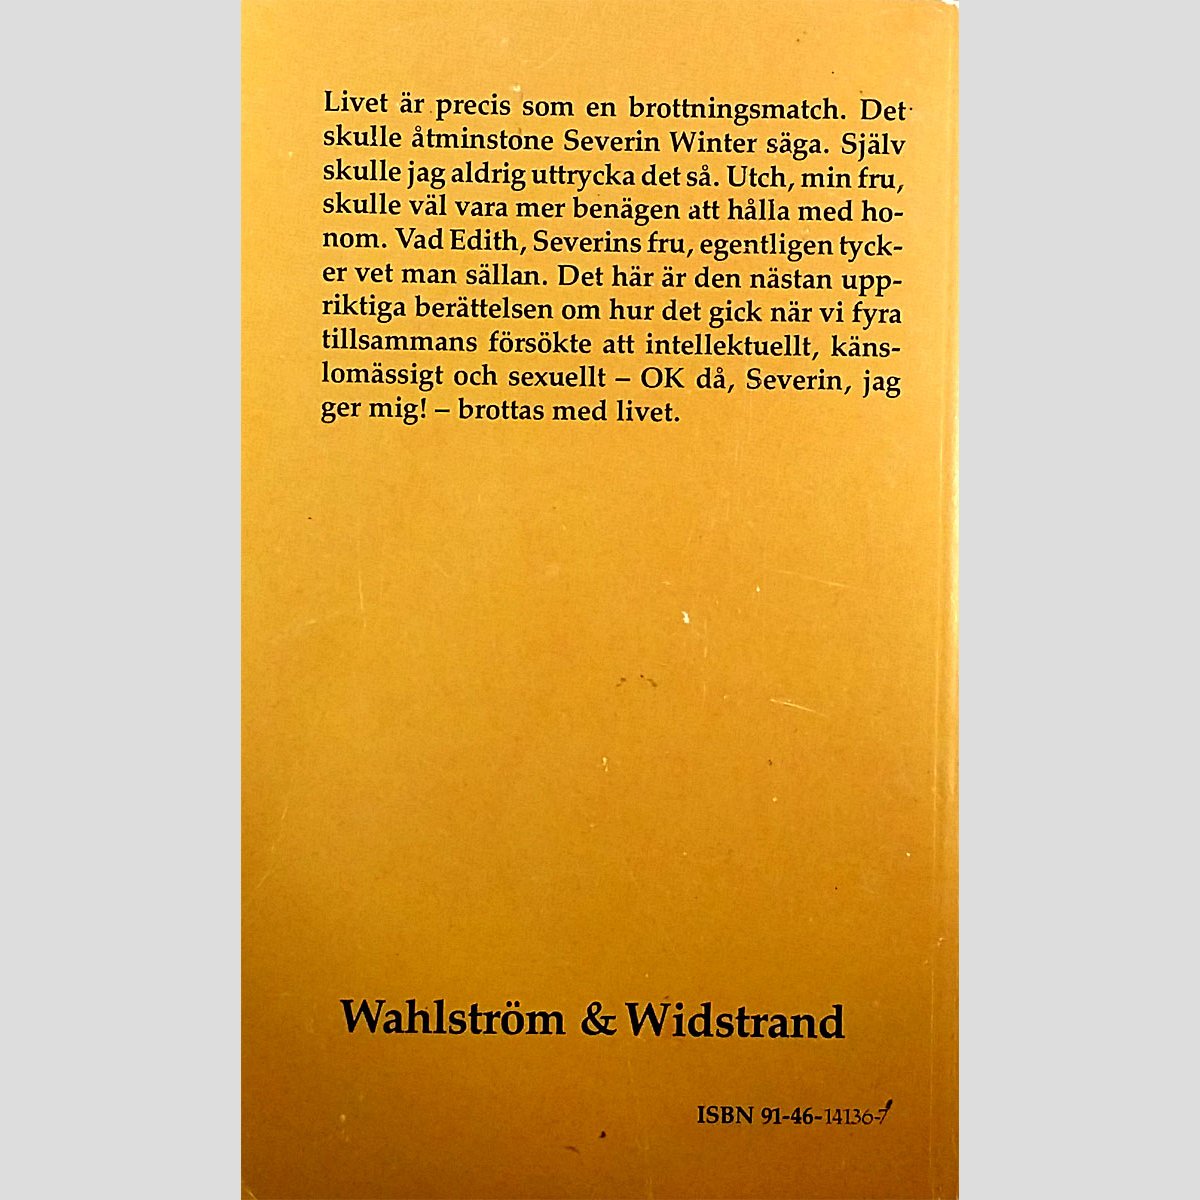 Livet är precis som en brottningsmatch. Det
skulle åtminstone Severin Winter säga. Själv
skulle jag aldrig uttrycka det så. Utch, min fru,
skulle väl vara mer benägen att hålla med ho-
nom. Vad Edith, Severins fru, egentligen tyck-
er vet man sällan. Det här är den nästan upp-
riktiga berättelsen om hur det gick när vi fyra
tillsammans försökte att intellektuellt, käns-
lomässigt och sexuellt – OK då, Severin, jag
ger mig! – brottas med livet.
Wahlström & Widstrand
ISBN 91-46-14136-7